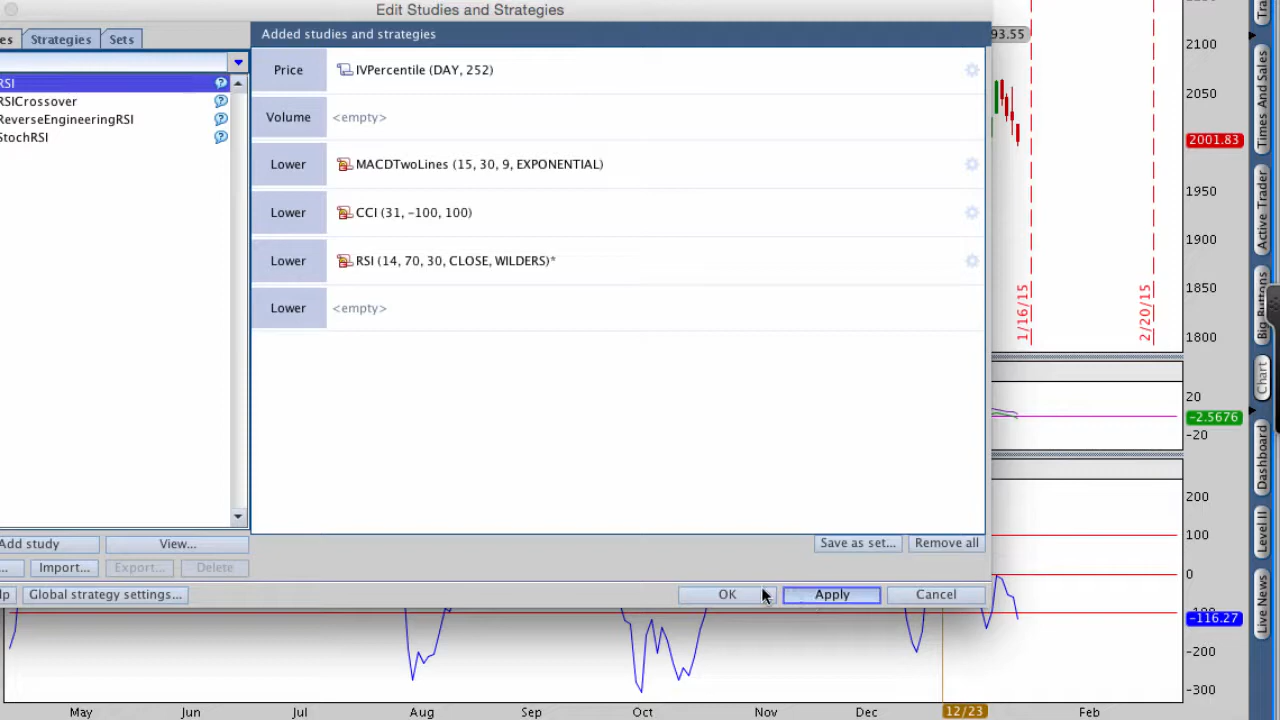 Edit Studies and Strategies
Strategies
Sets
RSI
RSICrossover
ReverseEngineeringRSI
StochRSI
Add study
View...
Import...
Export...
Delete
Global strategy settings...
Added studies and strategies
Price IVPercentile (DAY, 252)
Volume <empty>
Lower MACDTwoLines (15, 30, 9, EXPONENTIAL)
Lower CCI (31, -100, 100)
Lower RSI (14, 70, 30, CLOSE, WILDERS)*
Lower <empty>
Save as set...
Remove all
OK
Apply
Cancel
93.55
2100
2050
2001.83
1950
1900
1850
1800
1/16/15
2/20/15
20
-2.5676
-20
200
100
0
-116.27
-200
-300
May
Jun
Jul
Aug
Sep
Oct
Nov
Dec
12/23
Feb
Times And Sales
Active Trader
Big Buttons
Chart
Dashboard
Level II
Live News